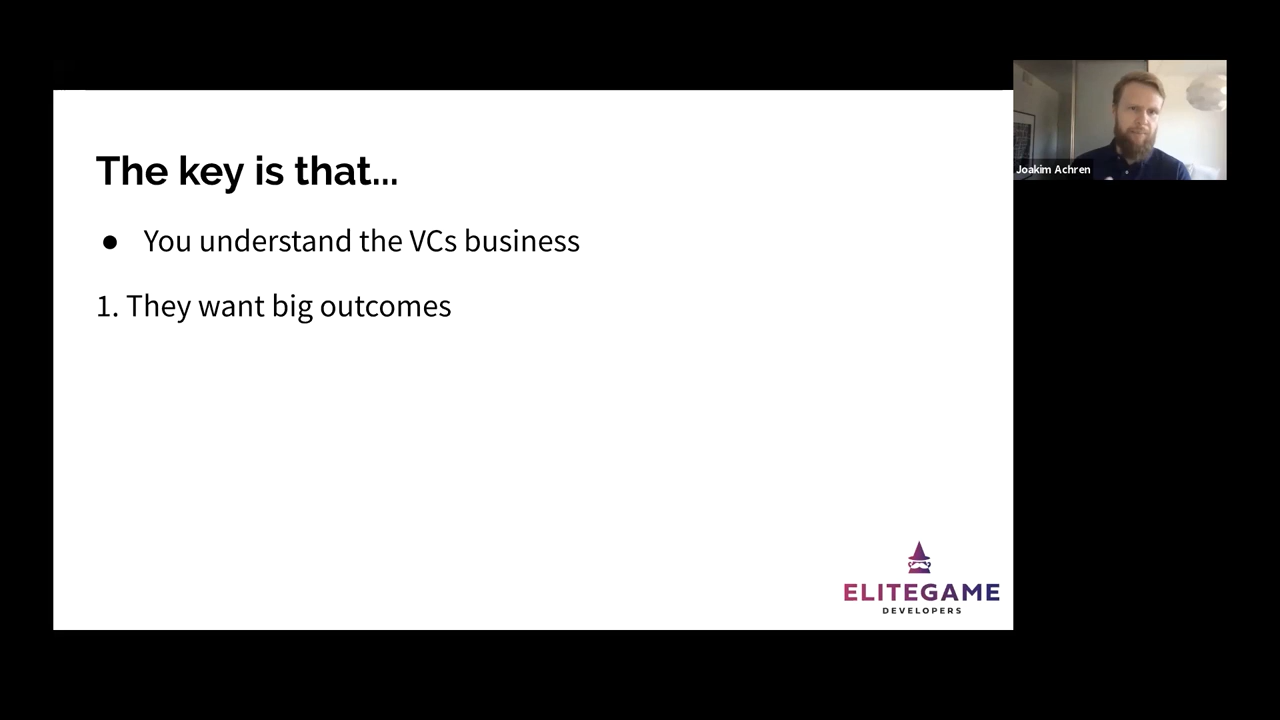 The key is that...
● You understand the VCs business
1. They want big outcomes
Joakim Achren
ELITEGAME
DEVELOPERS